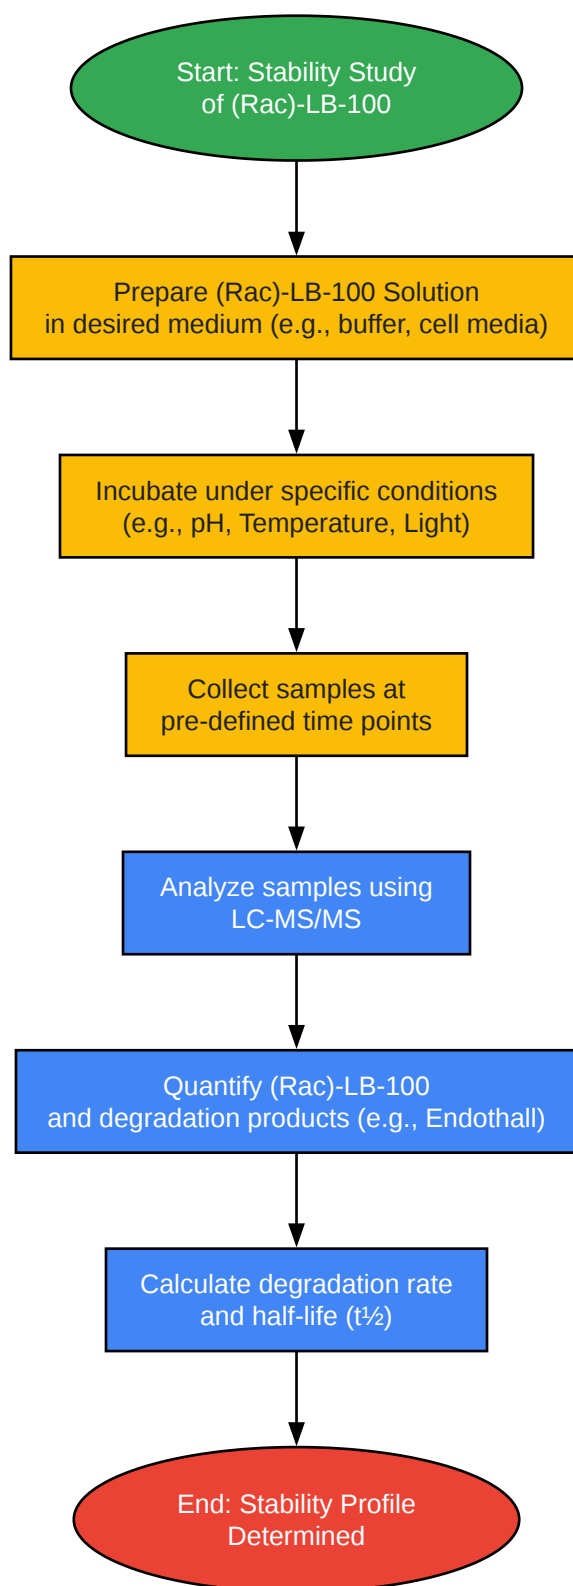 Start: Stability Study
of (Rac)-LB-100
Prepare (Rac)-LB-100 Solution
in desired medium (e.g., buffer, cell media)
Incubate under specific conditions
(e.g., pH, Temperature, Light)
Collect samples at
pre-defined time points
Analyze samples using
LC-MS/MS
Quantify (Rac)-LB-100
and degradation products (e.g., Endothall)
Calculate degradation rate
and half-life (t½)
End: Stability Profile
Determined